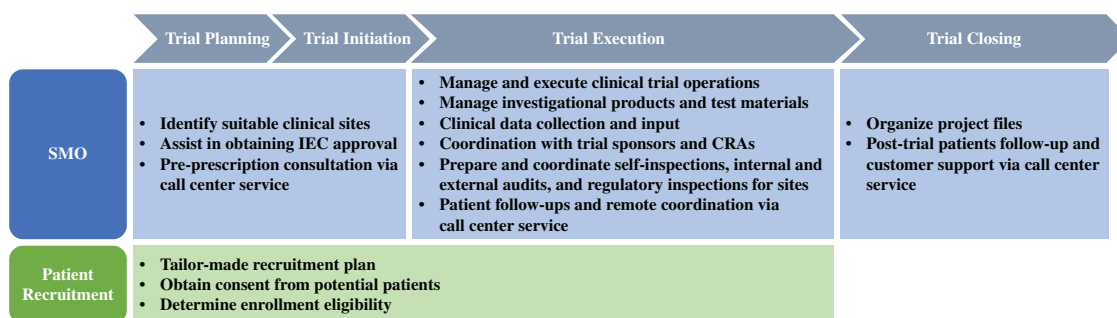 Trial Planning
Trial Initiation
Trial Execution
Trial Closing
SMO
• Identify suitable clinical sites
• Assist in obtaining IEC approval
• Pre-prescription consultation via
call center service
• Manage and execute clinical trial operations
• Manage investigational products and test materials
• Clinical data collection and input
• Coordination with trial sponsors and CRAs
• Prepare and coordinate self-inspections, internal and
external audits, and regulatory inspections for sites
• Patient follow-ups and remote coordination via
call center service
• Organize project files
• Post-trial patients follow-up and
customer support via call center
service
Patient
Recruitment
• Tailor-made recruitment plan
• Obtain consent from potential patients
• Determine enrollment eligibility